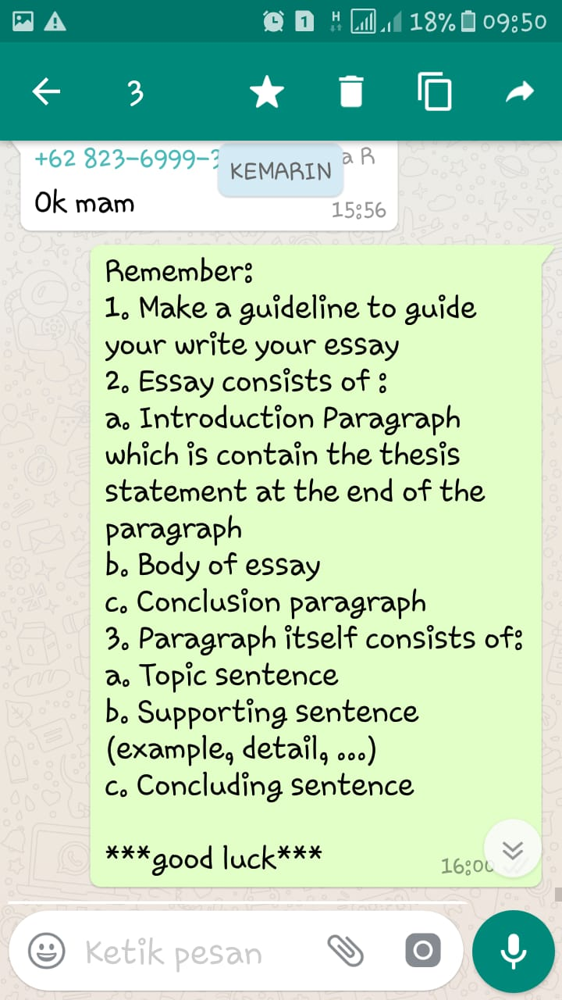 1 H 18% 09:50
3
+62 823-6999-
a R
KEMARIN
Ok mam
15:56
Remember:
1. Make a guideline to guide
your write your essay
2. Essay consists of :
a. Introduction Paragraph
which is contain the thesis
statement at the end of the
paragraph
b. Body of essay
c. Conclusion paragraph
3. Paragraph itself consists of:
a. Topic sentence
b. Supporting sentence
(example, detail, ...)
c. Concluding sentence
***good luck***
16:00
Ketik pesan